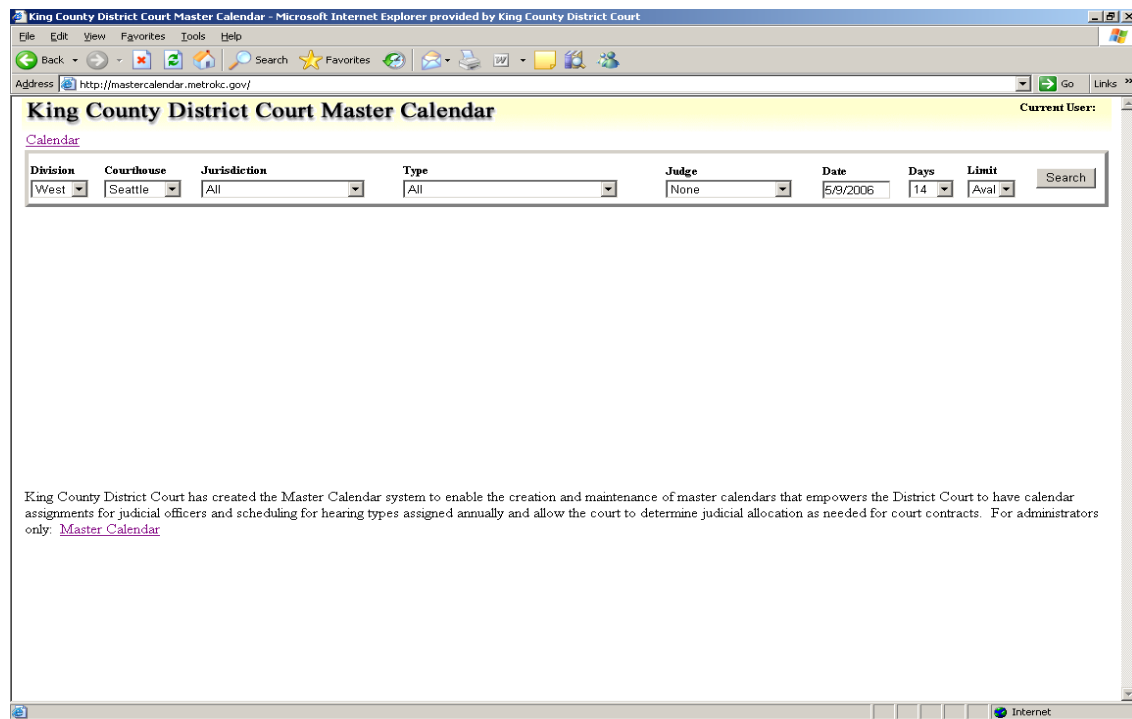 King County District Court Master Calendar - Microsoft Internet Explorer provided by King County District Court
File Edit View Favorites Tools Help
Back Search Favorites W
Address http://mastercalendar.metrokc.gov/ Go Links »
King County District Court Master Calendar Current User:
Calendar
Division Courthouse Jurisdiction Type Judge Date Days Limit
West Seattle All All None 5/9/2006 14 Aval Search
King County District Court has created the Master Calendar system to enable the creation and maintenance of master calendars that empowers the District Court to have calendar
assignments for judicial officers and scheduling for hearing types assigned annually and allow the court to determine judicial allocation as needed for court contracts. For administrators
only: Master Calendar
Internet